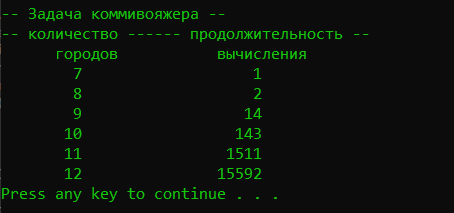 -- Задача коммивояжера --
-- количество ------ продолжительность --
городов вычисления
7 1
8 2
9 14
10 143
11 1511
12 15592
Press any key to continue . . .